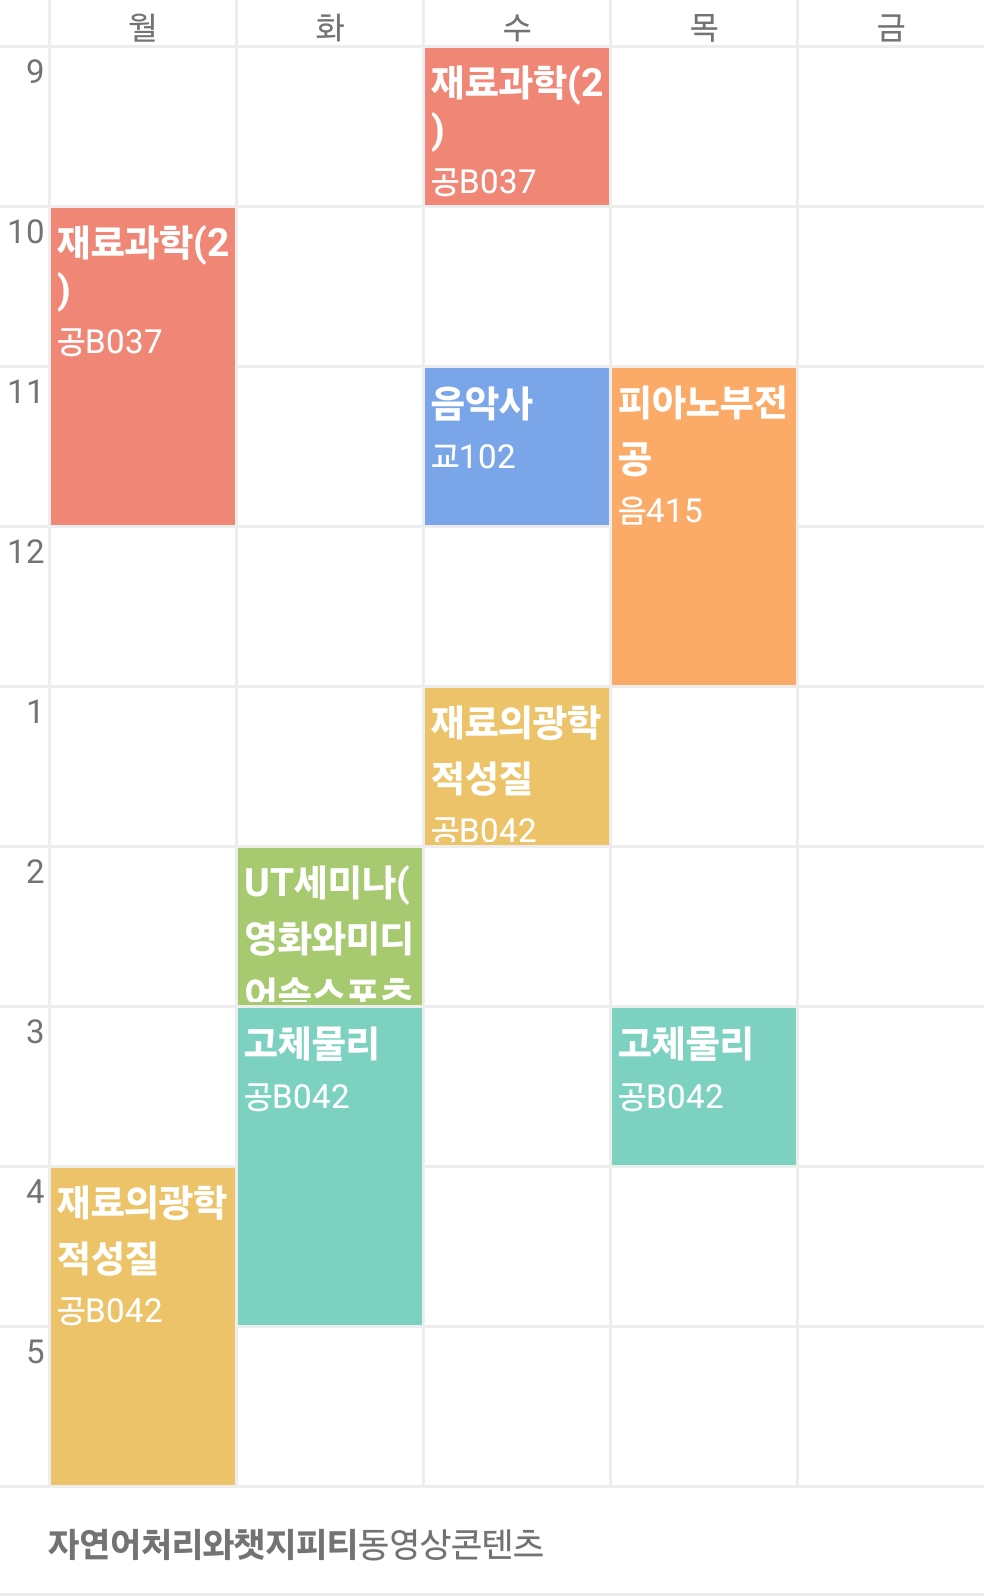 월 화 수 목 금
9
재료과학(2
)
공B037
10
재료과학(2
)
공B037
11
음악사
교102
피아노부전
공
음415
12
1
재료의광학
적성질
공B042
2
UT세미나(
영화와미디
어속스포츠
3
고체물리
공B042
고체물리
공B042
4
재료의광학
적성질
공B042
5
자연어처리와챗지피티동영상콘텐츠